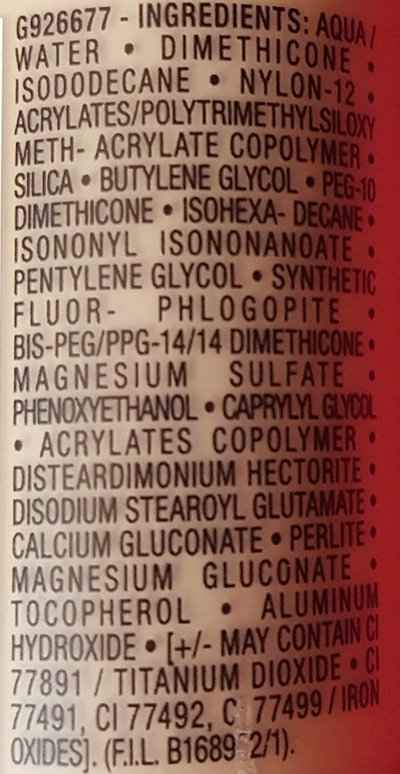 G926677 - INGREDIENTS: AQUA /
WATER • DIMETHICONE •
ISODODECANE • NYLON-12 •
ACRYLATES/POLYTRIMETHYLSILOXY
METH- ACRYLATE COPOLYMER •
SILICA • BUTYLENE GLYCOL • PEG-10
DIMETHICONE • ISOHEXA- DECANE •
ISONONYL ISONONANOATE •
PENTYLENE GLYCOL • SYNTHETIC
FLUOR- PHLOGOPITE •
BIS-PEG/PPG-14/14 DIMETHICONE •
MAGNESIUM SULFATE •
PHENOXYETHANOL • CAPRYLYL GLYCOL
• ACRYLATES COPOLYMER •
DISTEARDIMONIUM HECTORITE •
DISODIUM STEAROYL GLUTAMATE •
CALCIUM GLUCONATE • PERLITE •
MAGNESIUM GLUCONATE •
TOCOPHEROL • ALUMINUM
HYDROXIDE • [+/- MAY CONTAIN CI
77891 / TITANIUM DIOXIDE • CI
77491, CI 77492, C 77499 / IRON
OXIDES]. (F.I.L. B1689 2/1).